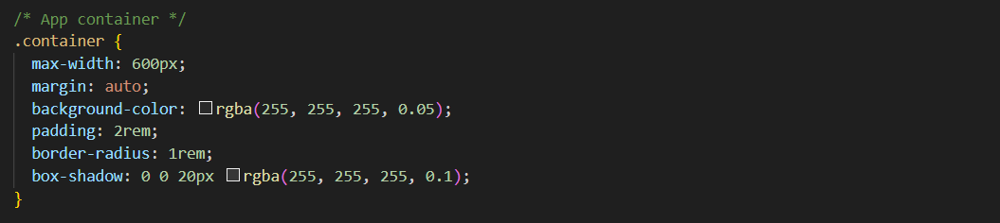 /* App container */
.container {
  max-width: 600px;
  margin: auto;
  background-color: rgba(255, 255, 255, 0.05);
  padding: 2rem;
  border-radius: 1rem;
  box-shadow: 0 0 20px rgba(255, 255, 255, 0.1);
}